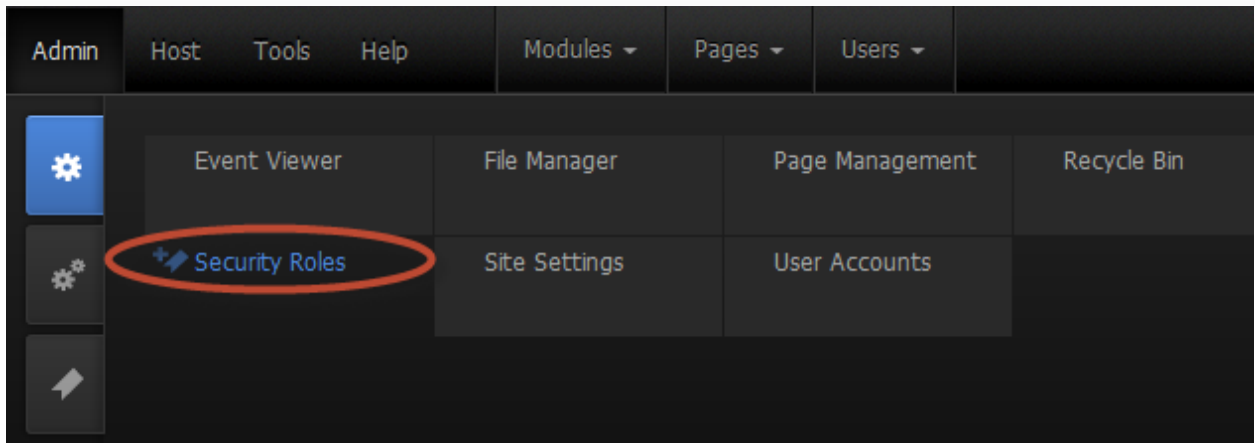 Admin Host Tools Help Modules Pages Users
Event Viewer File Manager Page Management Recycle Bin
Security Roles Site Settings User Accounts